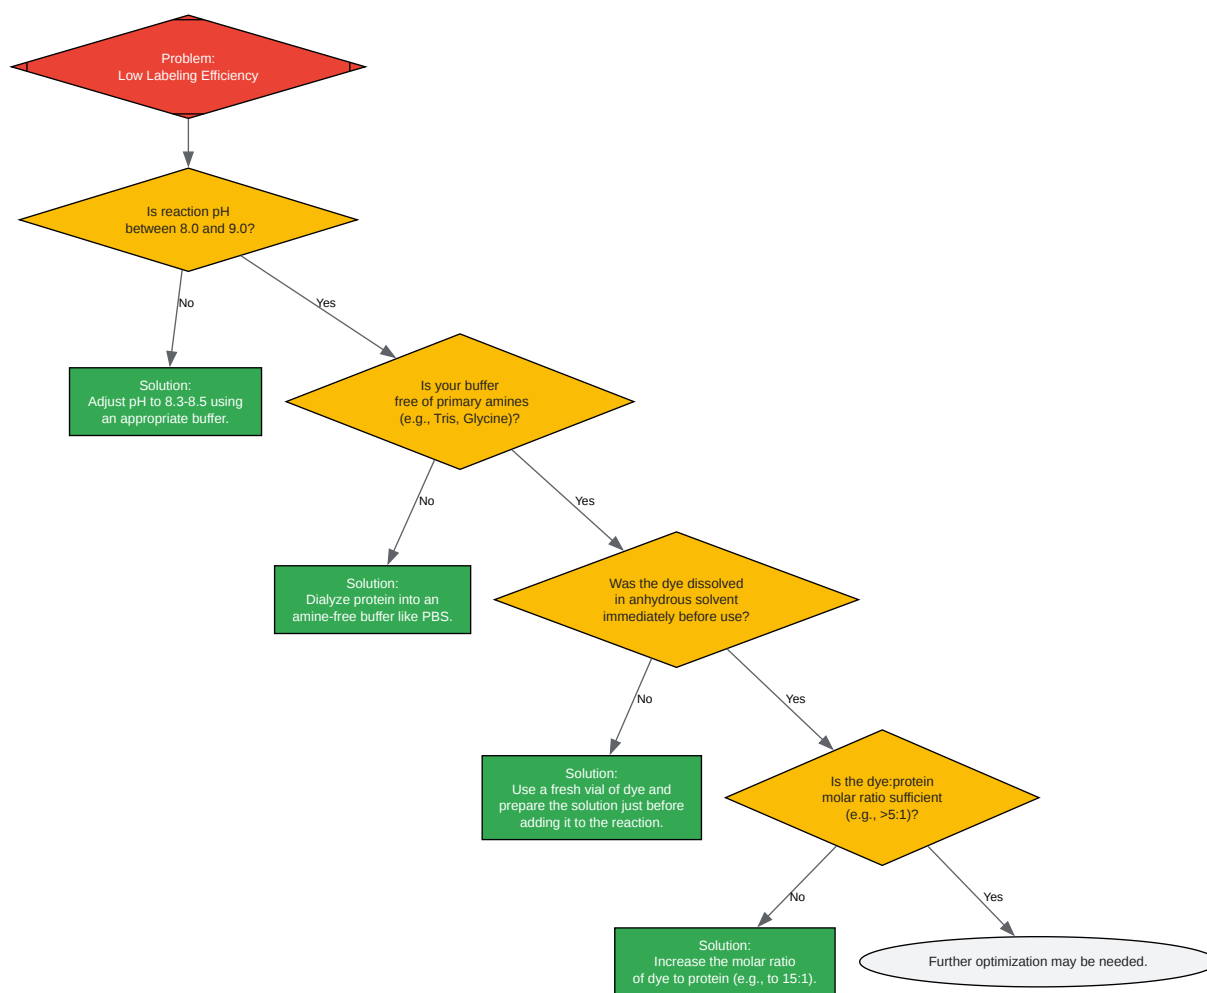 Problem:
Low Labeling Efficiency
Is reaction pH
between 8.0 and 9.0?
No
Yes
Solution:
Adjust pH to 8.3-8.5 using
an appropriate buffer.
Is your buffer
free of primary amines
(e.g., Tris, Glycine)?
No
Yes
Solution:
Dialyze protein into an
amine-free buffer like PBS.
Was the dye dissolved
in anhydrous solvent
immediately before use?
No
Yes
Solution:
Use a fresh vial of dye and
prepare the solution just before
adding it to the reaction.
Is the dye:protein
molar ratio sufficient
(e.g., >5:1)?
No
Yes
Solution:
Increase the molar ratio
of dye to protein (e.g., to 15:1).
Further optimization may be needed.